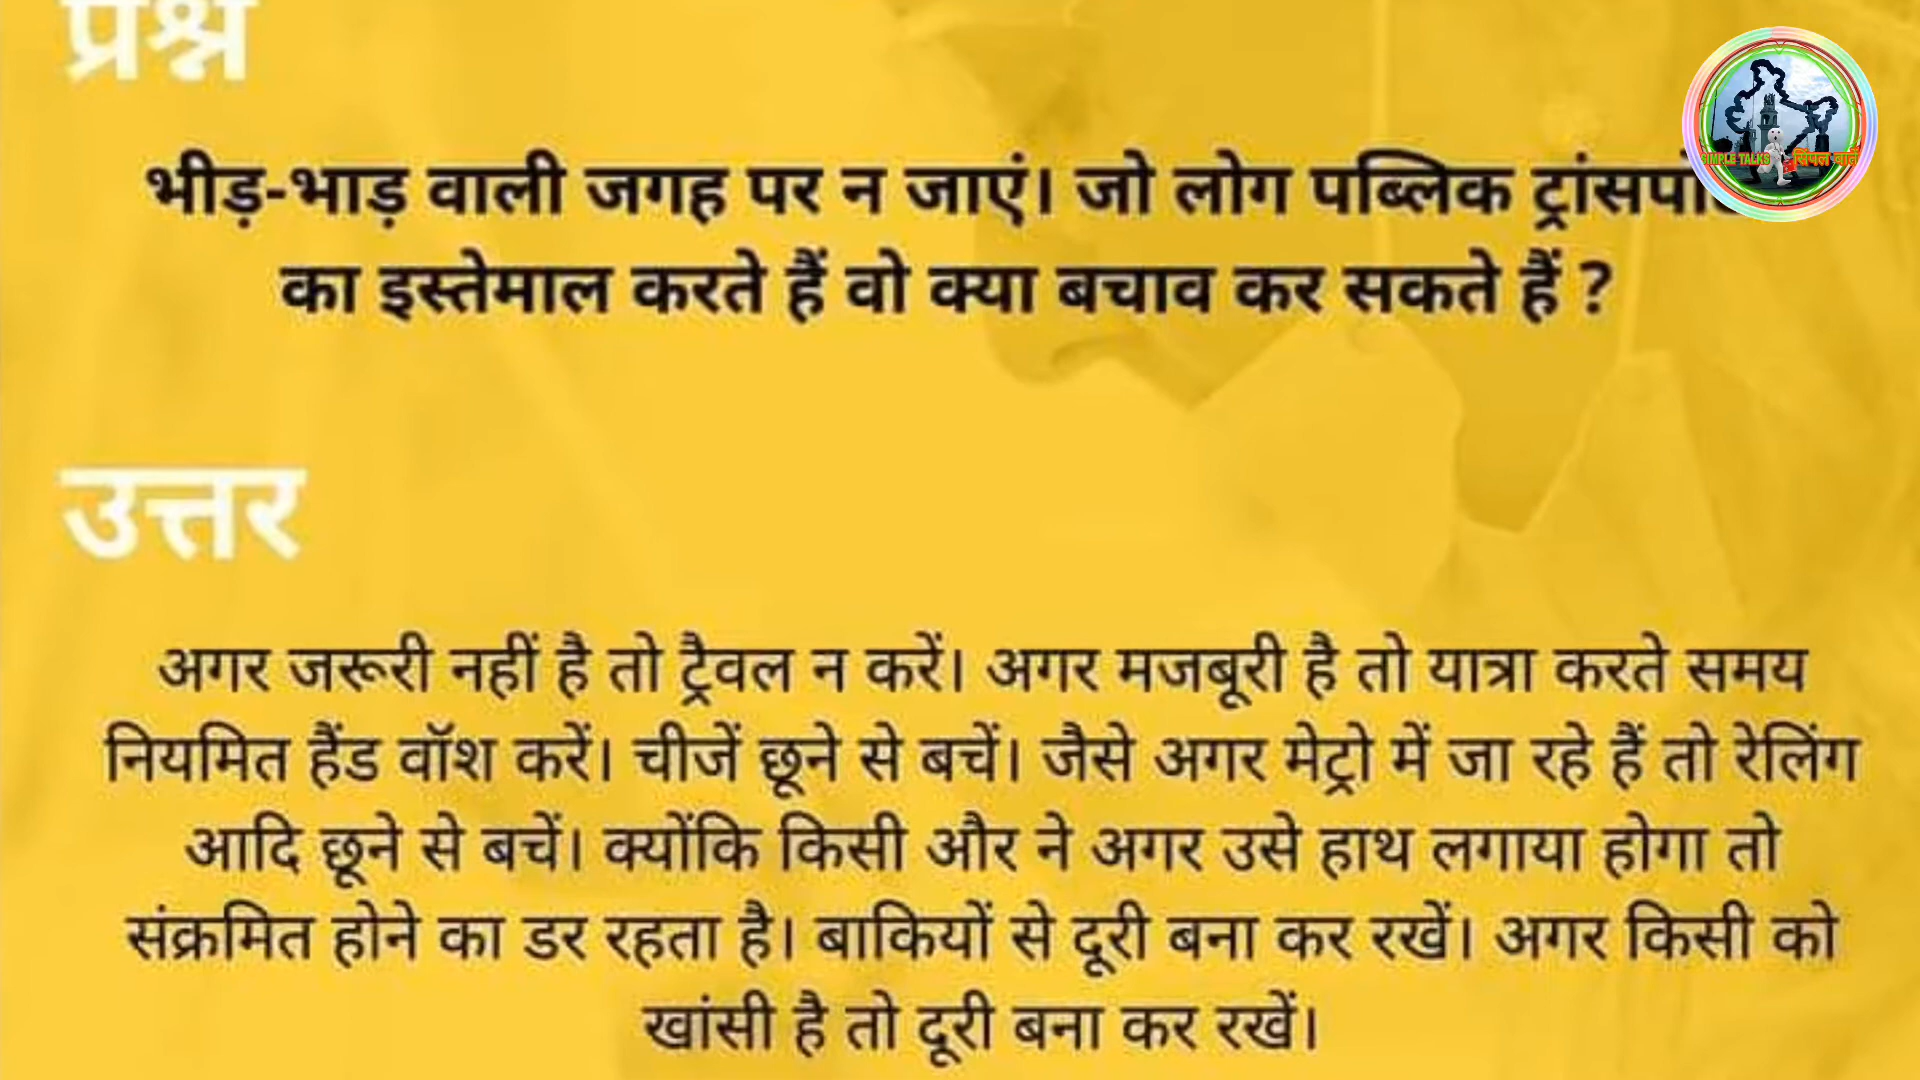 प्रश्न
भीड़-भाड़ वाली जगह पर न जाएं। जो लोग पब्लिक
का इस्तेमाल करते हैं वो क्या बचाव कर सकते हैं ?
उत्तर
अगर जरूरी नहीं है तो ट्रैवल न करें। अगर मजबूरी है तो यात्रा करते समय
नियमित हैंड वॉश करें। चीजें छूने से बचें। जैसे अगर मेट्रो में जा रहे हैं तो रेलिंग
आदि छूने से बचें। क्योंकि किसी और ने अगर उसे हाथ लगाया होगा तो
संक्रमित होने का डर रहता है। बाकियों से दूरी बना कर रखें। अगर किसी को
खांसी है तो दूरी बना कर रखें।
SIMPLE TALKS